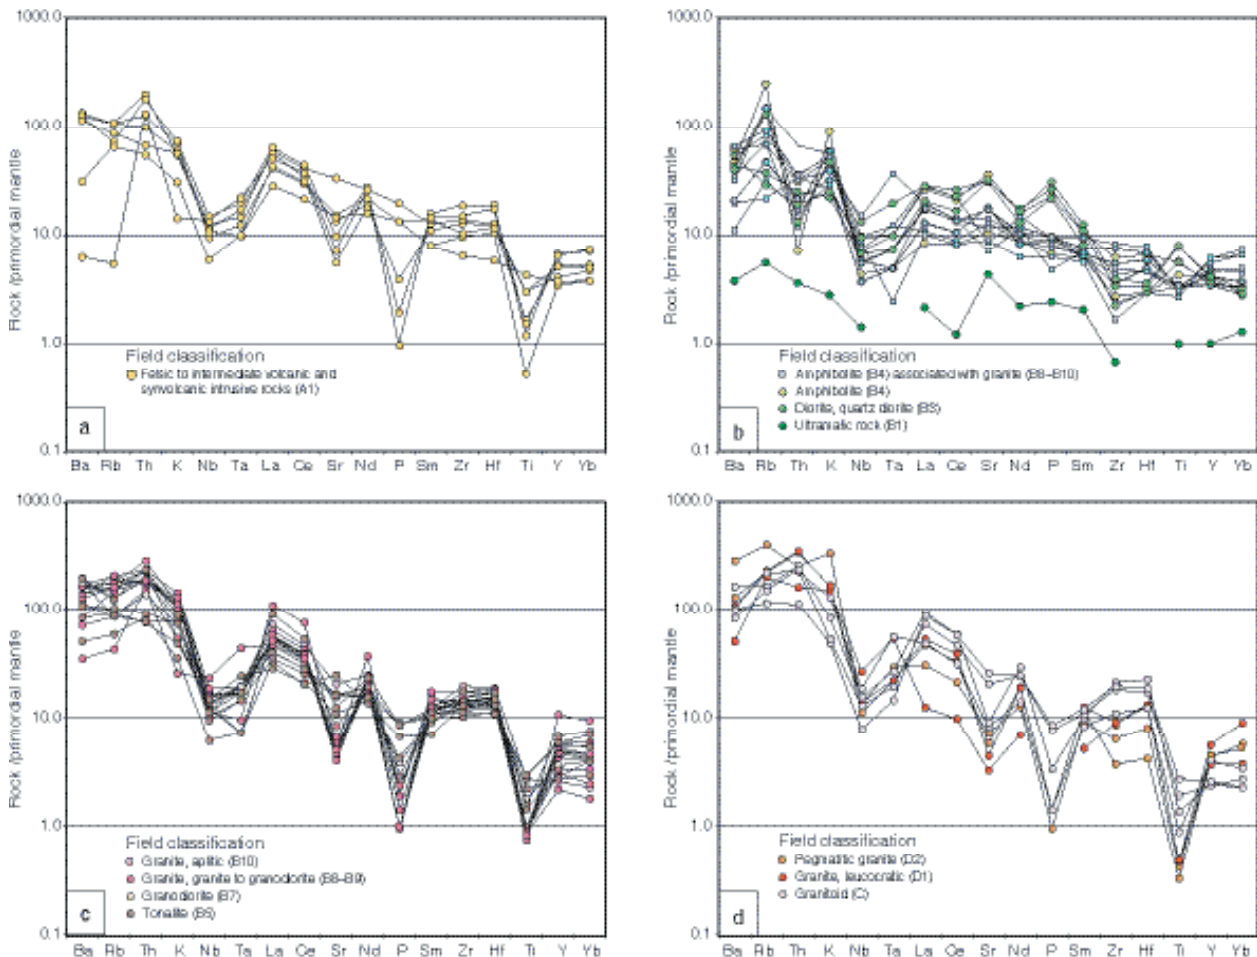 1000.0
100.0
10.0
1.0
0.1
Rock /primordial mantle
Field classification
Felsic to intermediate volcanic and
synvolcanic intrusive rocks (A1)
a
Ba Rb Th K Nb Ta La Ce Sr Nd P Sm Zr Hf Ti Y Yb
1000.0
100.0
10.0
1.0
0.1
Rock /primordial mantle
Field classification
Amphibolite (B4) associated with granite (B8-B10)
Amphibolite (B4)
Diorite, quartz diorite (B3)
Ultramafic rock (B1)
b
Ba Rb Th K Nb Ta La Ce Sr Nd P Sm Zr Hf Ti Y Yb
1000.0
100.0
10.0
1.0
0.1
Rock /primordial mantle
Field classification
Granite, aplitic (B10)
Granite, granite to granodiorite (B8-B9)
Granodiorite (B7)
Tonalite (B6)
c
Ba Rb Th K Nb Ta La Ce Sr Nd P Sm Zr Hf Ti Y Yb
1000.0
100.0
10.0
1.0
0.1
Rock /primordial mantle
Field classification
Pegmatitic granite (D2)
Granite, leucocratic (D1)
Granitoid (C)
d
Ba Rb Th K Nb Ta La Ce Sr Nd P Sm Zr Hf Ti Y Yb